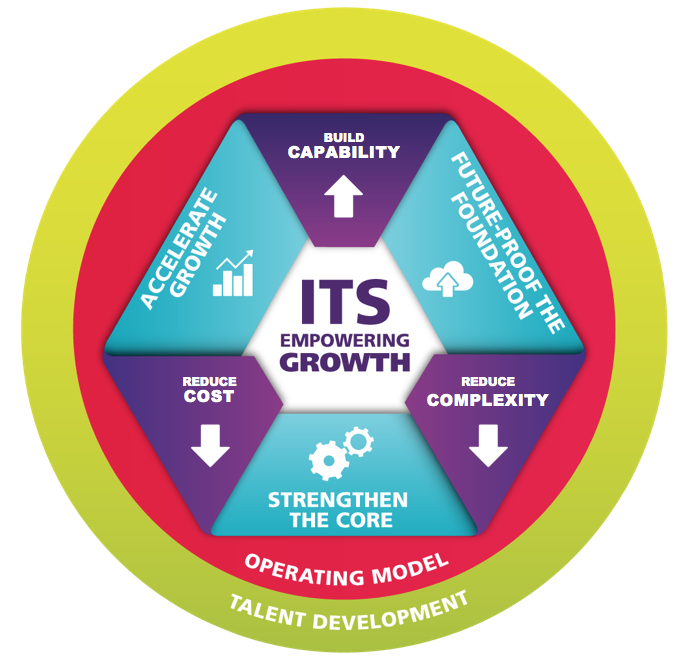 BUILD
CAPABILITY
ACCELERATE
GROWTH
FUTURE-PROOF THE
FOUNDATION
ITS
EMPOWERING
GROWTH
REDUCE
COST
REDUCE
COMPLEXITY
STRENGTHEN
THE CORE
OPERATING MODEL
TALENT DEVELOPMENT